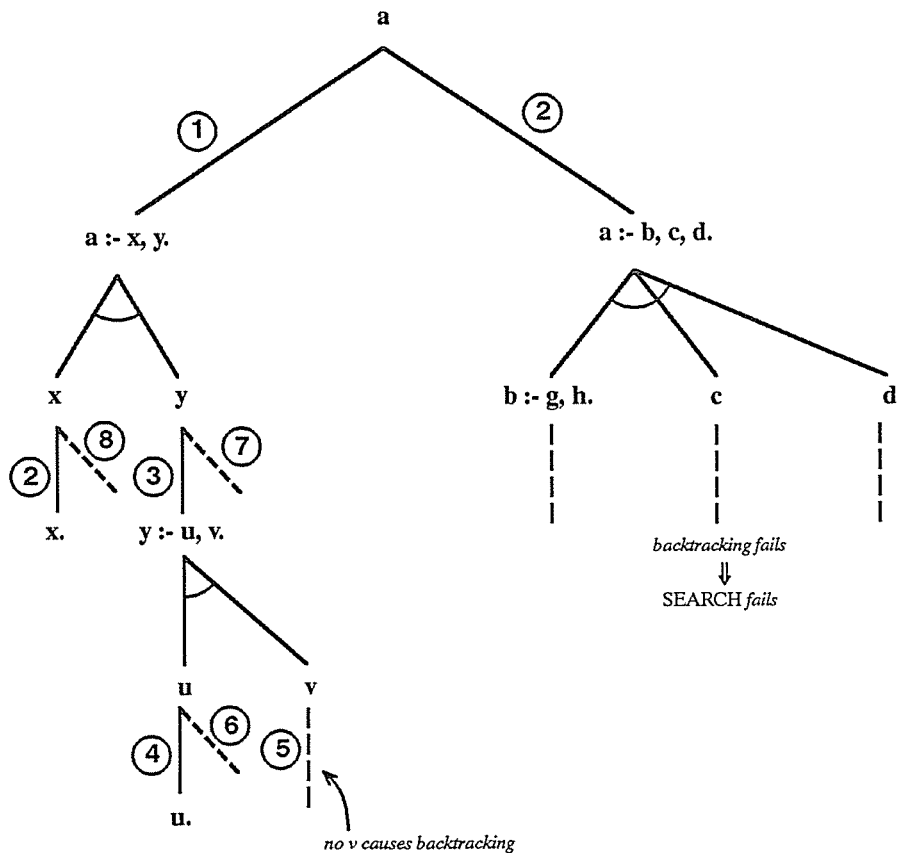 a
1
2
a :- x, y.
a :- b, c, d.
x
y
b :- g, h.
c
d
8
7
2
3
x.
y :- u, v.
backtracking fails
⇓
SEARCH fails
u
v
6
4
5
u.
no v causes backtracking